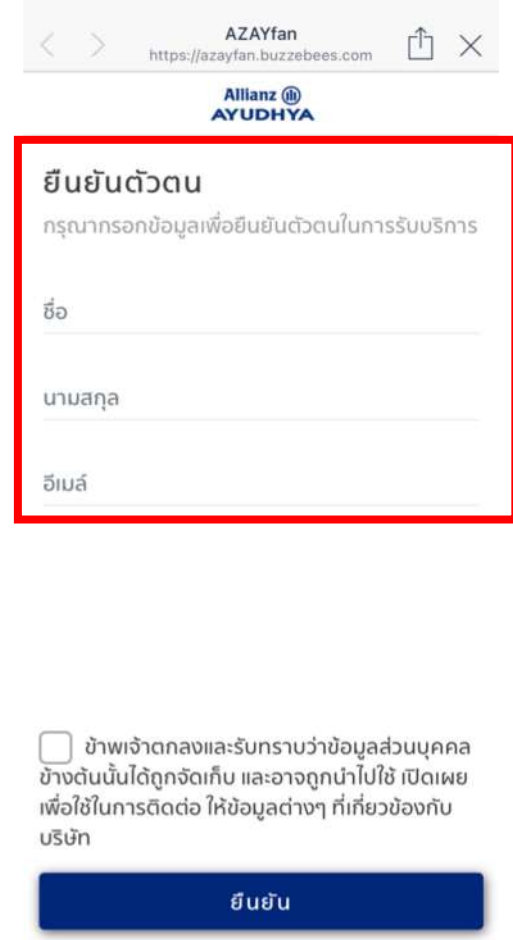 AZAYfan
https://azayfan.buzzebees.com
Allianz
AYUDHYA
ยืนยันตัวตน
กรุณากรอกข้อมูลเพื่อยืนยันตัวตนในการรับบริการ
ชื่อ
นามสกุล
อีเมล์
ข้าพเจ้าตกลงและรับทราบว่าข้อมูลส่วนบุคคล
ข้างต้นนั้นได้ถูกจัดเก็บ และอาจถูกนำไปใช้ เปิดเผย
เพื่อใช้ในการติดต่อ ให้ข้อมูลต่างๆ ที่เกี่ยวข้องกับ
บริษัท
ยืนยัน